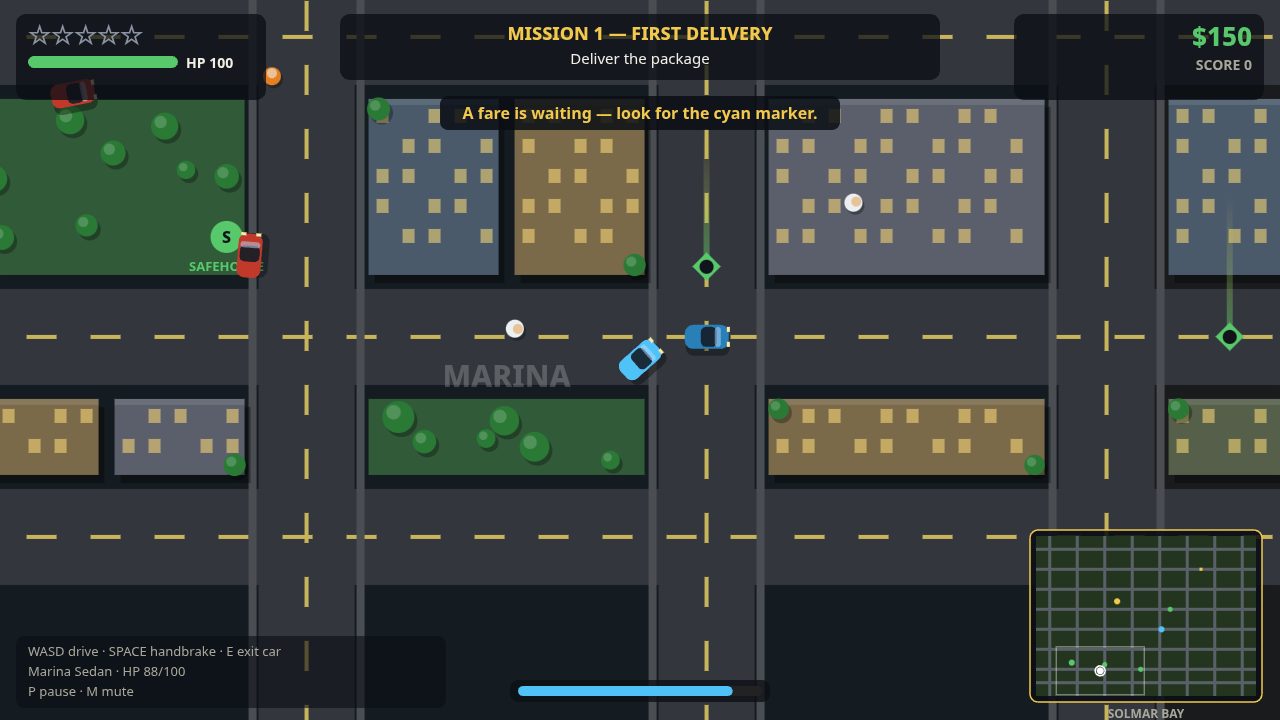 HP 100
MISSION 1 — FIRST DELIVERY
Deliver the package
$150
SCORE 0
A fare is waiting — look for the cyan marker.
S
SAFEHOUSE
MARINA
WASD drive · SPACE handbrake · E exit car
Marina Sedan · HP 88/100
P pause · M mute
SOLMAR BAY